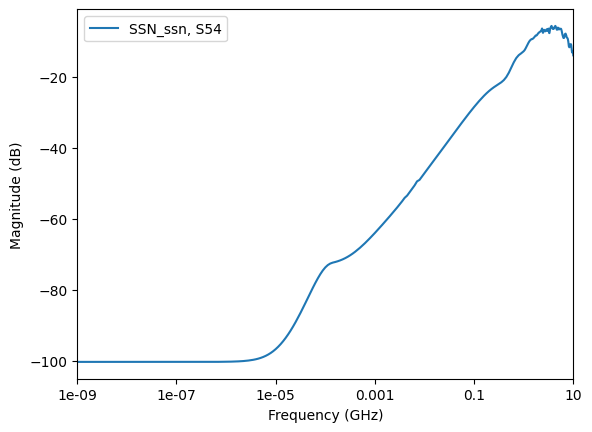 SSN_ssn, S54
Magnitude (dB)
−20
−40
−60
−80
−100
1e-09 1e-07 1e-05 0.001 0.1 10
Frequency (GHz)